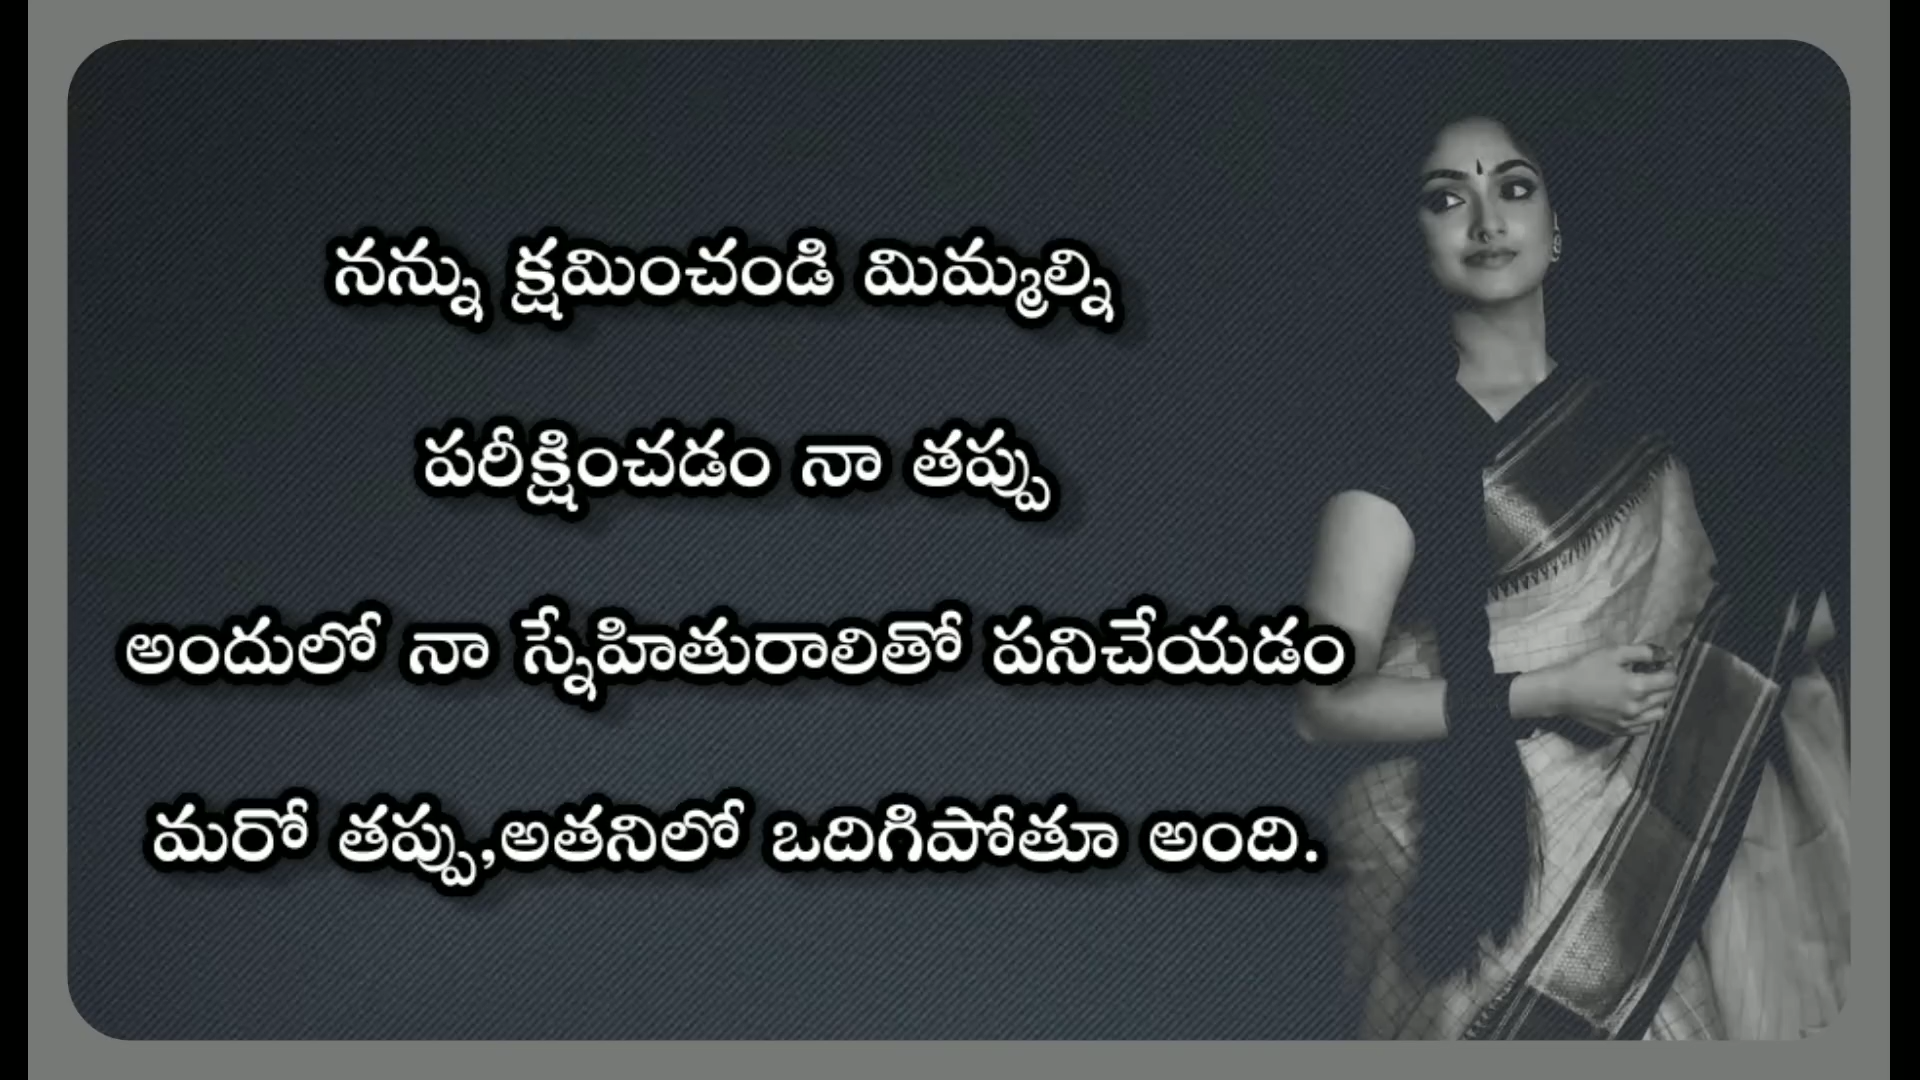 నన్ను క్షమించండి మిమ్మల్ని
పరీక్షించడం నా తప్పు
అందులో నా స్నేహితురాలితో పనిచేయడం
మరో తప్పు,అతనిలో ఒదిగిపోతూ అంది.